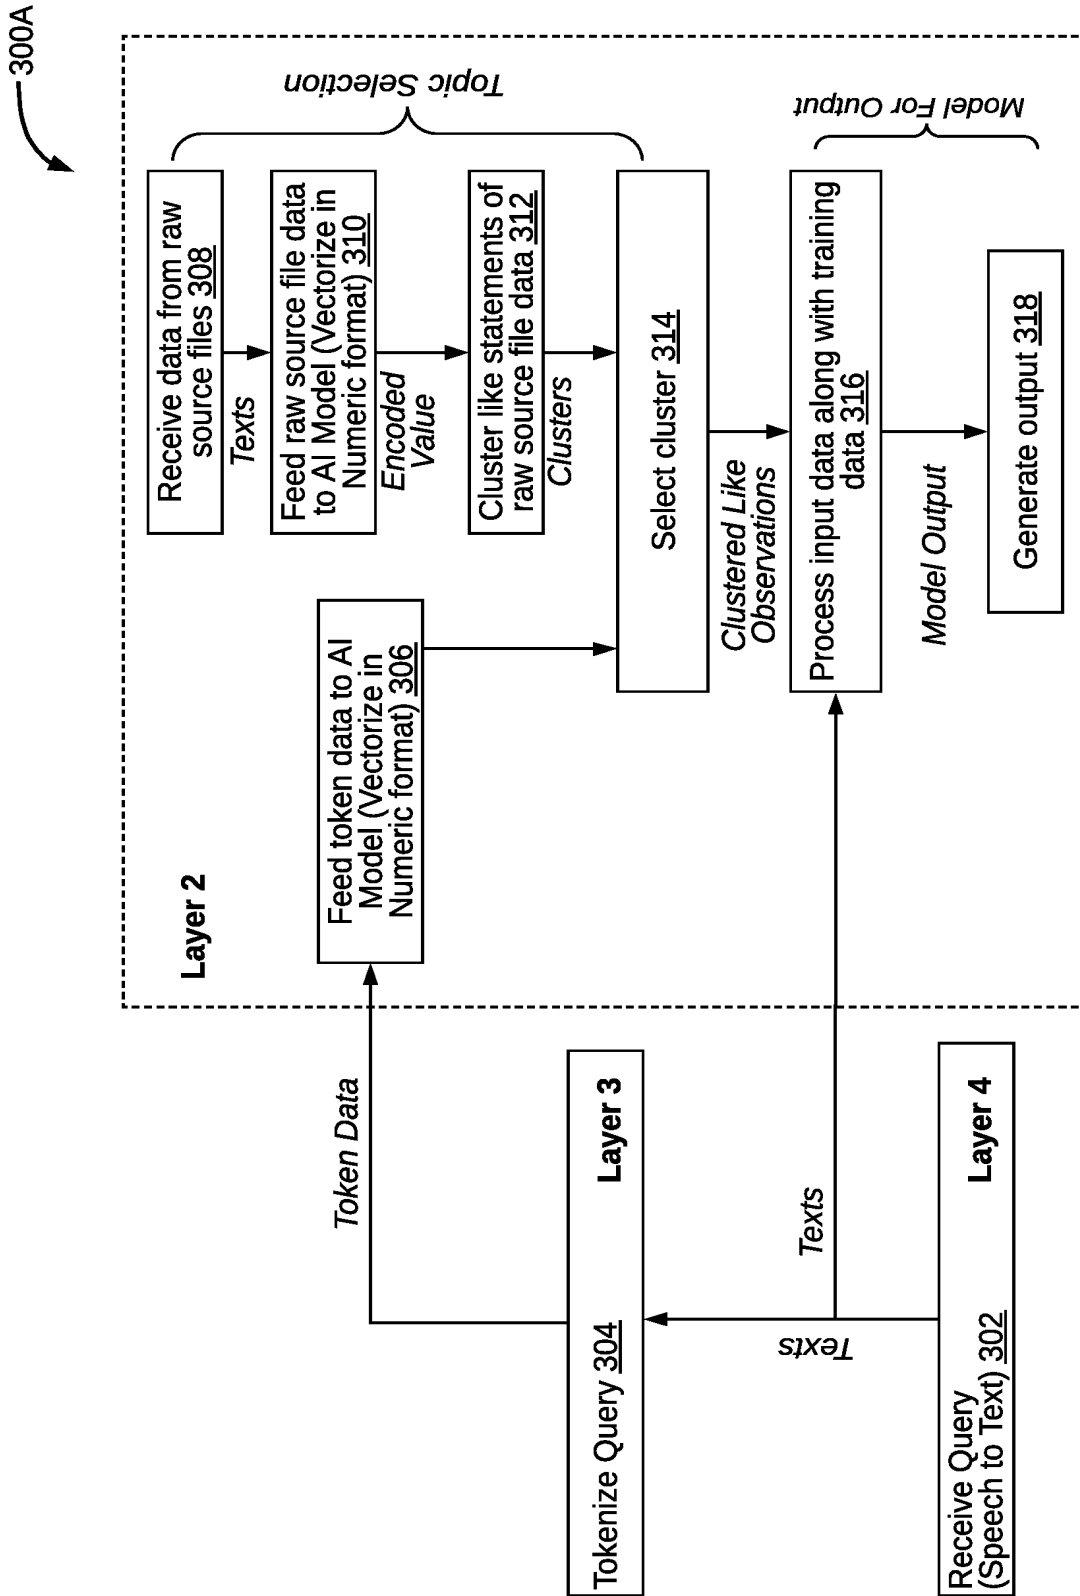 300A
Layer 2
Receive data from raw
source files 308
Texts
Feed raw source file data
to AI Model (Vectorize in
Numeric format) 310
Encoded
Value
Cluster like statements of
raw source file data 312
Clusters
Topic Selection
Feed token data to AI
Model (Vectorize in
Numeric format) 306
Select cluster 314
Clustered Like
Observations
Process input data along with training
data 316
Model Output
Generate output 318
Model For Output
Token Data
Tokenize Query 304
Layer 3
Texts
Texts
Receive Query
(Speech to Text) 302
Layer 4